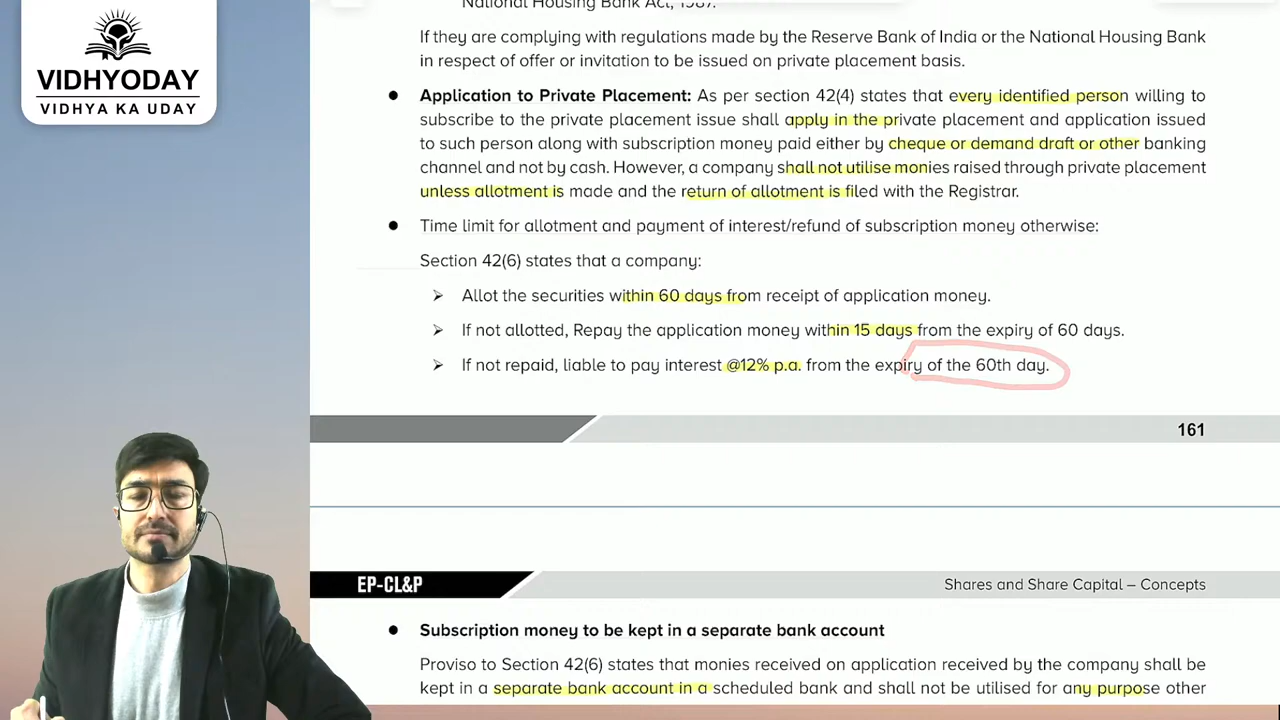 VIDHYODAY
VIDHYA KA UDAY
National Housing Bank Act, 1987.
If they are complying with regulations made by the Reserve Bank of India or the National Housing Bank
in respect of offer or invitation to be issued on private placement basis.
● Application to Private Placement: As per section 42(4) states that every identified person willing to
subscribe to the private placement issue shall apply in the private placement and application issued
to such person along with subscription money paid either by cheque or demand draft or other banking
channel and not by cash. However, a company shall not utilise monies raised through private placement
unless allotment is made and the return of allotment is filed with the Registrar.
● Time limit for allotment and payment of interest/refund of subscription money otherwise:
Section 42(6) states that a company:
➢ Allot the securities within 60 days from receipt of application money.
➢ If not allotted, Repay the application money within 15 days from the expiry of 60 days.
➢ If not repaid, liable to pay interest @12% p.a. from the expiry of the 60th day.
161
EP-CL&P
Shares and Share Capital – Concepts
● Subscription money to be kept in a separate bank account
Proviso to Section 42(6) states that monies received on application received by the company shall be
kept in a separate bank account in a scheduled bank and shall not be utilised for any purpose other